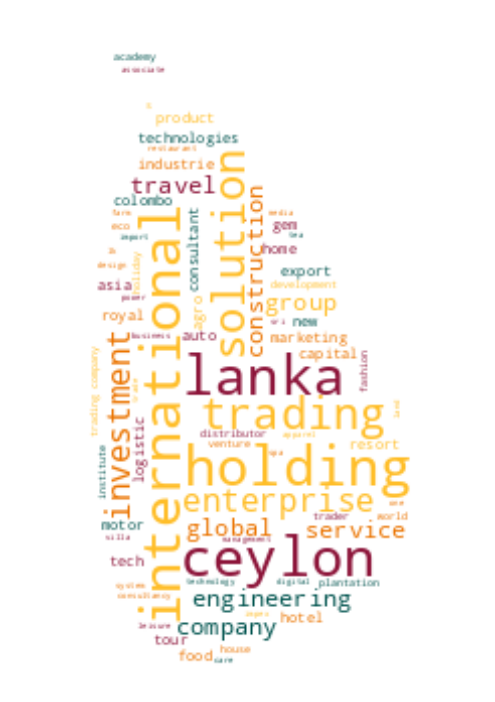 academy
associate
s
product
technologies
restaurant
industrie
solution
travel
construction
colombo
international
consultant
farm
media
eco
gem
import
tea
home
design
holiday
export
asia
development
power
agro
group
royal
sri
new
business
auto
marketing
investment
trading company
capital
lanka
fashion
trade
trading
land
logistic
distributor
apparel
venture
resort
institute
spa
holding
enterprise
one
motor
global
trader
world
villa
management
service
tech
ceylon
system
technology
digital
plantation
consultancy
engineering
hotel
leisure
company
tour
food
house
care